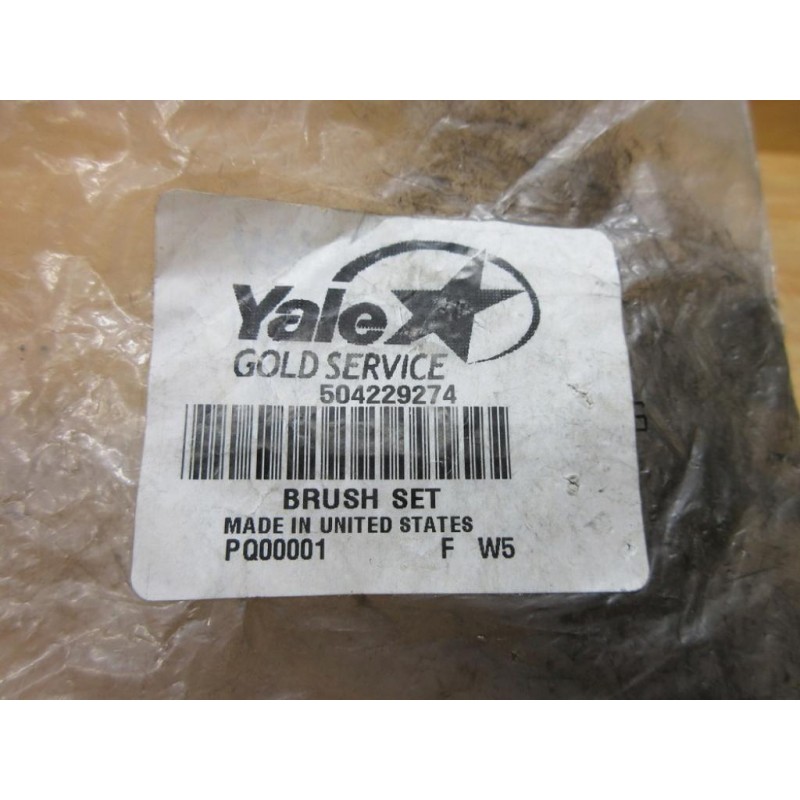 Yale
GOLD SERVICE
504229274
BRUSH SET
MADE IN UNITED STATES
PQ00001 F W5